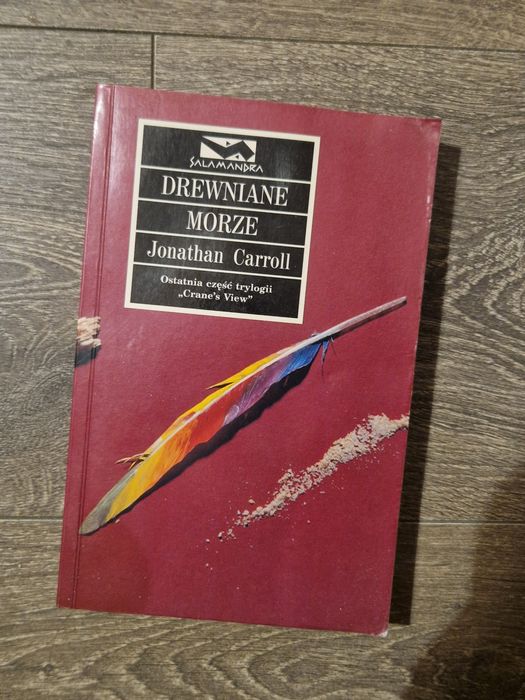 SALAMANDRA
DREWNIANE
MORZE
Jonathan Carroll
Ostatnia część trylogii
„Crane's View”